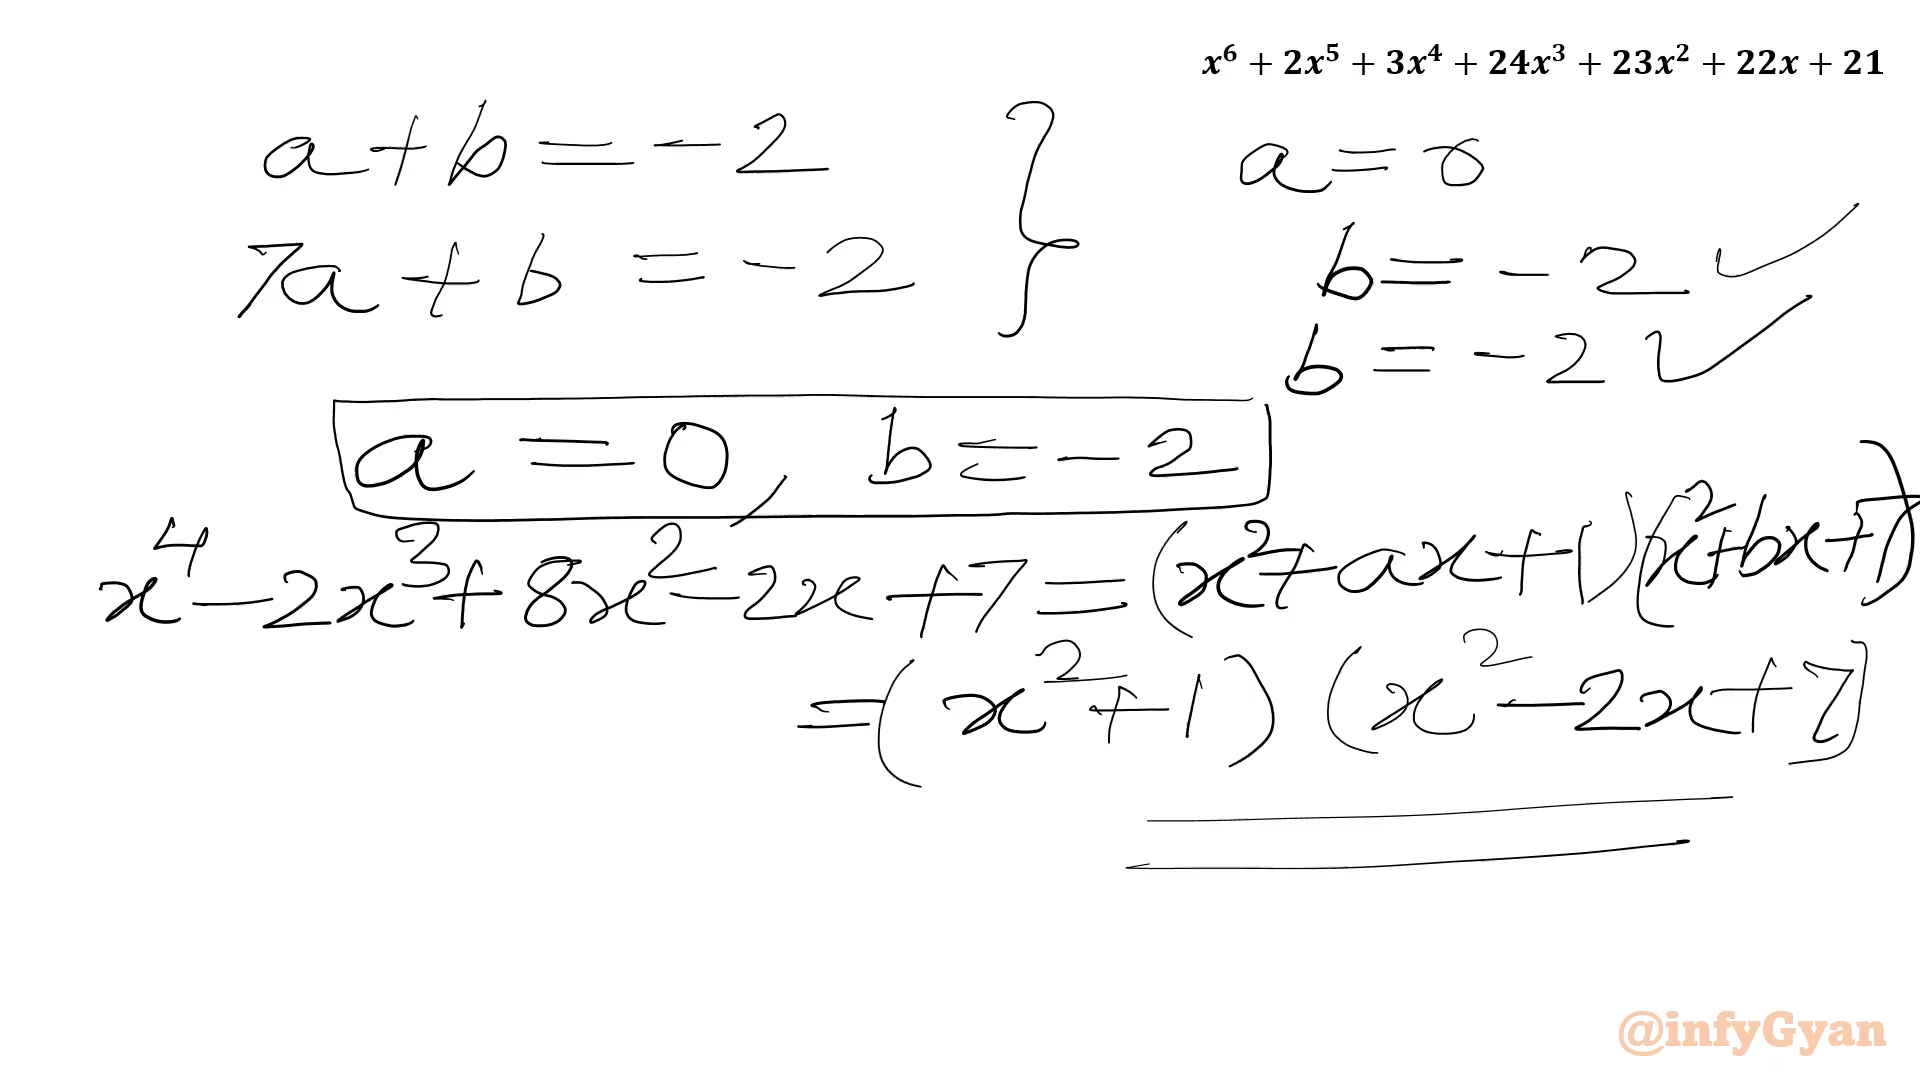 x⁶ + 2x⁵ + 3x⁴ + 24x³ + 23x² + 22x + 21
a+b = -2
7a+b = -2
a = 0
b = -2
b = -2
a = 0, b = -2
x⁴-2x³+8x²-2x+7 = (x²+ax+1)(x²+bx+7)
= (x²+1) (x²-2x+7)
@infyGyan